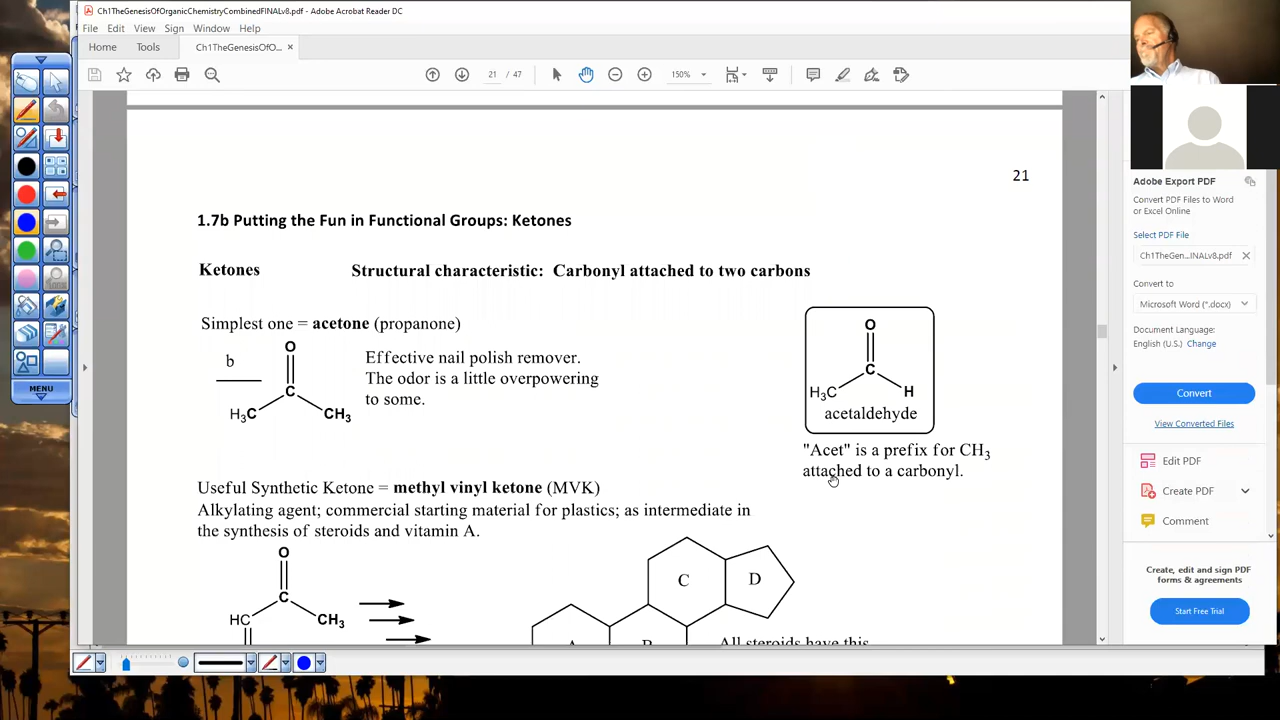 Ch1TheGenesisOfOrganicChemistryCombinedFINALv8.pdf - Adobe Acrobat Reader DC
File Edit View Sign Window Help
Home Tools Ch1TheGenesisOfO... ×
21 / 47 150%
21
1.7b Putting the Fun in Functional Groups: Ketones
Ketones Structural characteristic: Carbonyl attached to two carbons
Simplest one = acetone (propanone)
b
O
C
H₃C CH₃
Effective nail polish remover.
The odor is a little overpowering
to some.
O
C
H₃C H
acetaldehyde
"Acet" is a prefix for CH₃
attached to a carbonyl.
Useful Synthetic Ketone = methyl vinyl ketone (MVK)
Alkylating agent; commercial starting material for plastics; as intermediate in
the synthesis of steroids and vitamin A.
O
C
HC CH₃
C D
A B
All steroids have this
MENU
Adobe Export PDF
Convert PDF Files to Word
or Excel Online
Select PDF File
Ch1TheGen...INALv8.pdf ×
Convert to
Microsoft Word (*.docx)
Document Language:
English (U.S.) Change
Convert
View Converted Files
Edit PDF
Create PDF
Comment
Create, edit and sign PDF
forms & agreements
Start Free Trial